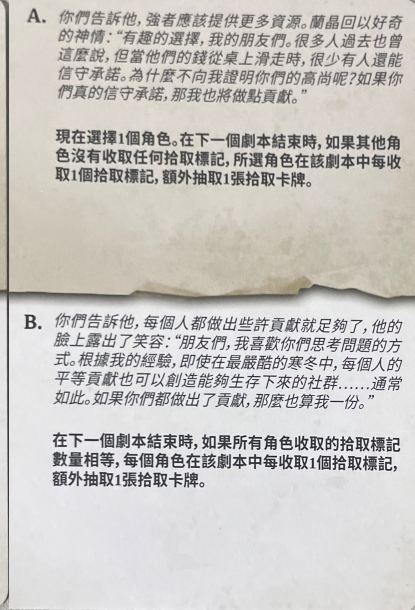 A. 你們告訴他，強者應該提供更多資源。蘭晶回以好奇
的神情：“有趣的選擇，我的朋友們。很多人過去也曾
這麼說，但當他們的錢從桌上滑走時，很少有人還能
信守承諾。為什麼不向我證明你們的高尚呢？如果你
們真的信守承諾，那我也將做點貢獻。”
現在選擇1個角色。在下一個劇本結束時，如果其他角
色沒有收取任何拾取標記，所選角色在該劇本中每收
取1個拾取標記，額外抽取1張拾取卡牌。
B. 你們告訴他，每個人都做出些許貢獻就足夠了，他的
臉上露出了笑容：“朋友們，我喜歡你們思考問題的方
式。根據我的經驗，即使在最嚴酷的寒冬中，每個人的
平等貢獻也可以創造能夠生存下來的社群……通常
如此。如果你們都做出了貢獻，那麼也算我一份。”
在下一個劇本結束時，如果所有角色收取的拾取標記
數量相等，每個角色在該劇本中每收取1個拾取標記，
額外抽取1張拾取卡牌。